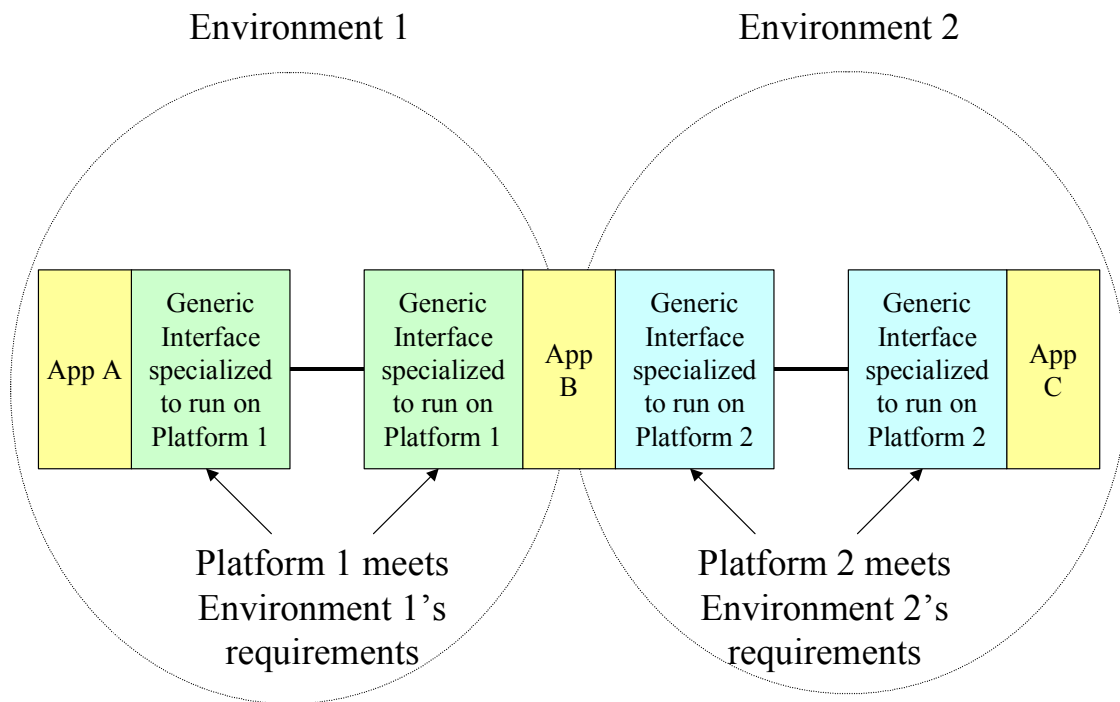 Environment 1
Environment 2
App A
Generic
Interface
specialized
to run on
Platform 1
Generic
Interface
specialized
to run on
Platform 1
App
B
Generic
Interface
specialized
to run on
Platform 2
Generic
Interface
specialized
to run on
Platform 2
App
C
Platform 1 meets
Environment 1’s
requirements
Platform 2 meets
Environment 2’s
requirements